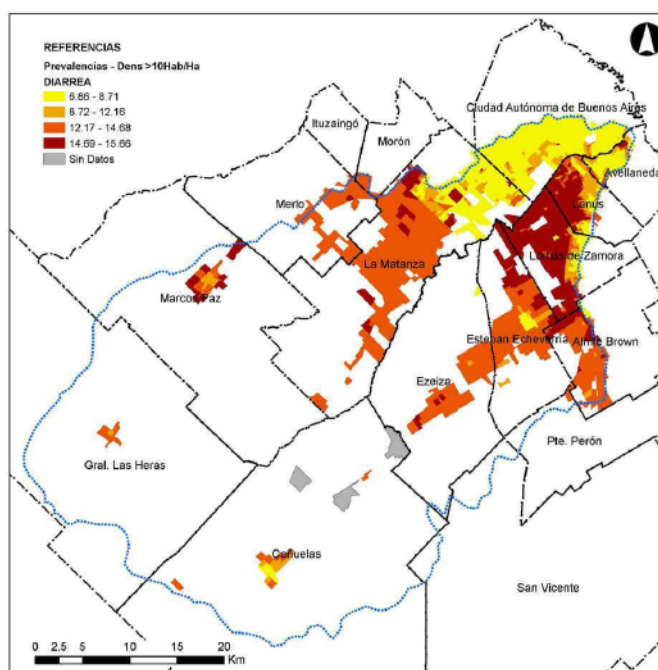 REFERENCIAS
Prevalencias - Dens >10Hab/Ha
DIARREA
6.86 - 8.71
8.72 - 12.16
12.17 - 14.68
14.69 - 15.66
Sin Datos
Ciudad Autónoma de Buenos Aires
Ituzaingó
Morón
Avellaneda
Merlo
Lanús
La Matanza
Lomas de Zamora
Marcos Paz
Esteban Echeverría
Almte Brown
Ezeiza
Pte. Perón
Gral. Las Heras
Cañuelas
San Vicente
0 2.5 5 10 15 20
Km